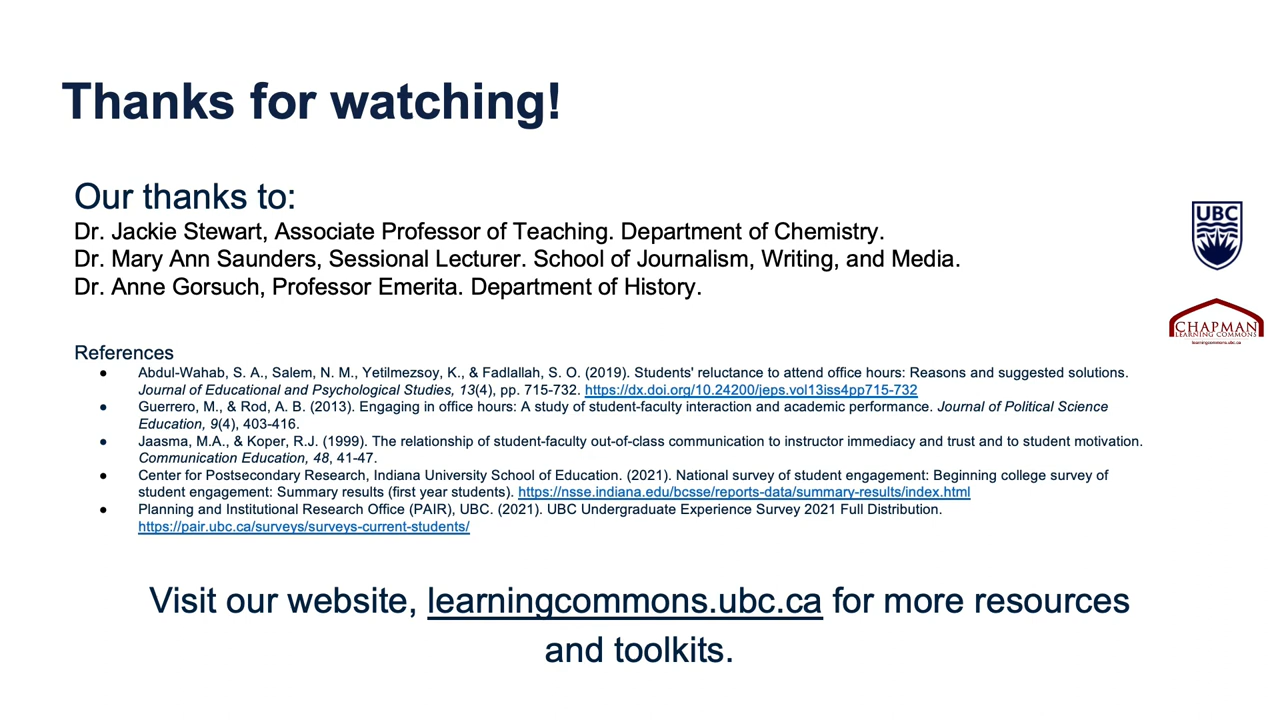 Thanks for watching!
Our thanks to:
Dr. Jackie Stewart, Associate Professor of Teaching. Department of Chemistry.
Dr. Mary Ann Saunders, Sessional Lecturer. School of Journalism, Writing, and Media.
Dr. Anne Gorsuch, Professor Emerita. Department of History.
UBC
CHAPMAN
LEARNING COMMONS
learningcommons.ubc.ca
References
● Abdul-Wahab, S. A., Salem, N. M., Yetilmezsoy, K., & Fadlallah, S. O. (2019). Students' reluctance to attend office hours: Reasons and suggested solutions.
Journal of Educational and Psychological Studies, 13(4), pp. 715-732. https://dx.doi.org/10.24200/jeps.vol13iss4pp715-732
● Guerrero, M., & Rod, A. B. (2013). Engaging in office hours: A study of student-faculty interaction and academic performance. Journal of Political Science
Education, 9(4), 403-416.
● Jaasma, M.A., & Koper, R.J. (1999). The relationship of student-faculty out-of-class communication to instructor immediacy and trust and to student motivation.
Communication Education, 48, 41-47.
● Center for Postsecondary Research, Indiana University School of Education. (2021). National survey of student engagement: Beginning college survey of
student engagement: Summary results (first year students). https://nsse.indiana.edu/bcsse/reports-data/summary-results/index.html
● Planning and Institutional Research Office (PAIR), UBC. (2021). UBC Undergraduate Experience Survey 2021 Full Distribution.
https://pair.ubc.ca/surveys/surveys-current-students/
Visit our website, learningcommons.ubc.ca for more resources
and toolkits.